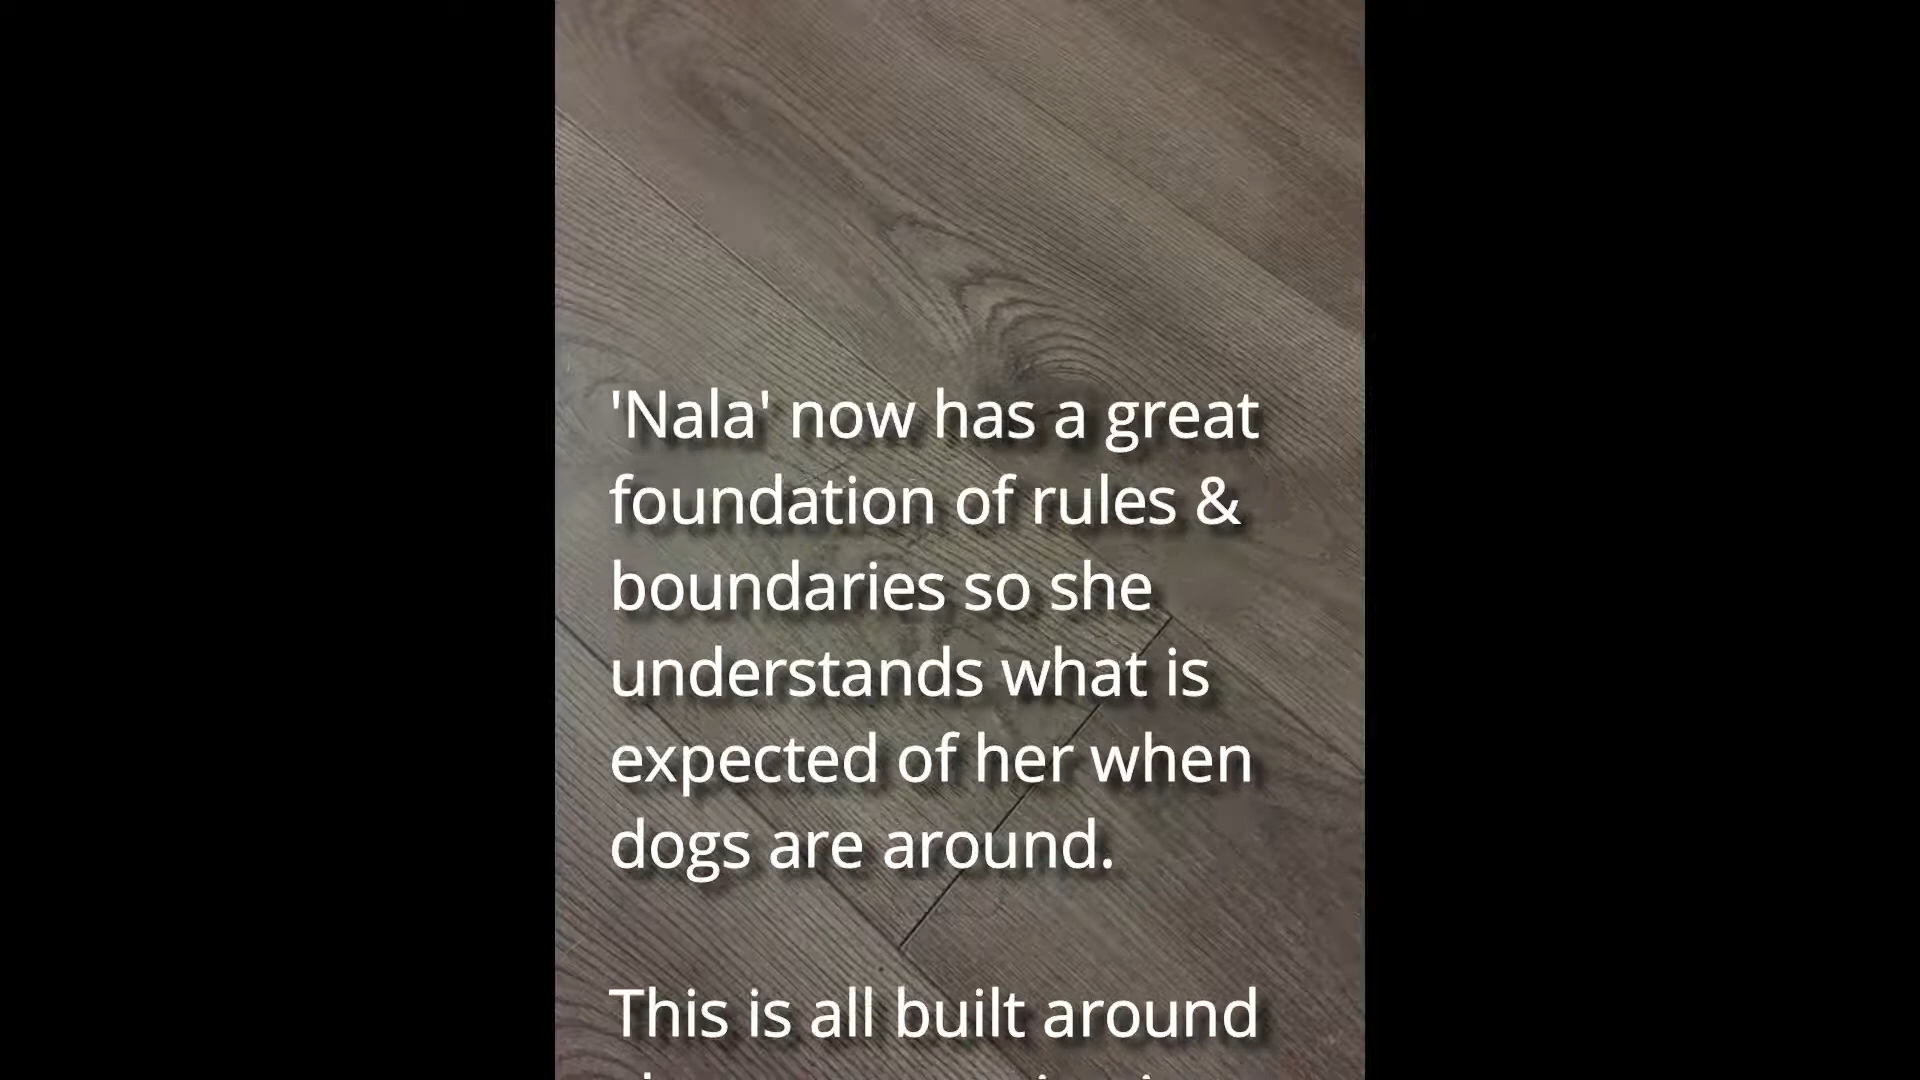 'Nala' now has a great
foundation of rules &
boundaries so she
understands what is
expected of her when
dogs are around.
This is all built around